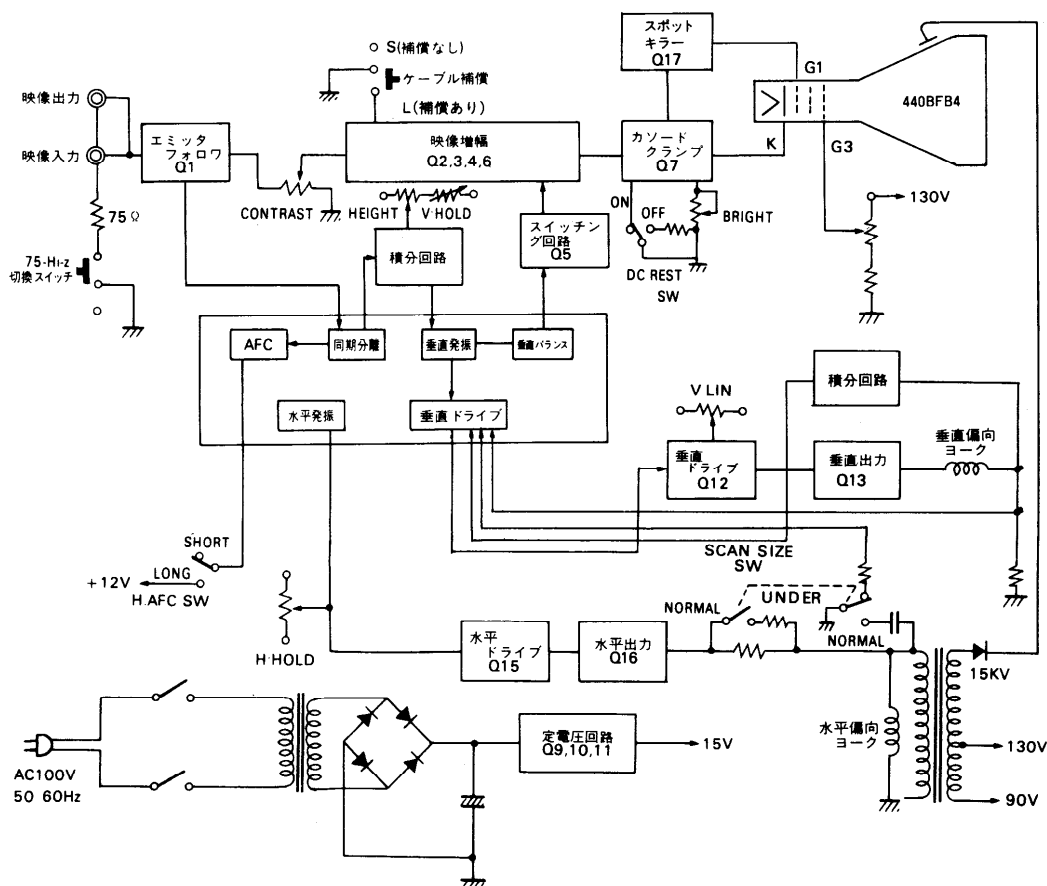 スポット
キラー
Q17
S(補償なし)
ケーブル補償
L(補償あり)
G1
440BFB4
映像出力
映像入力
エミッタ
フォロワ
Q1
映像増幅
Q2,3,4,6
カソード
クランプ
Q7
K
G3
CONTRAST
HEIGHT
V·HOLD
ON
OFF
BRIGHT
130V
75Ω
75-Hi-z
切換スイッチ
積分回路
スイッチン
グ回路
Q5
DC REST
SW
AFC
同期分離
垂直発振
垂直バランス
水平発振
垂直ドライブ
V LIN
積分回路
垂直
ドライブ
Q12
垂直出力
Q13
垂直偏向
ヨーク
SHORT
LONG
+12V
H.AFC SW
SCAN SIZE
SW
UNDER
NORMAL
NORMAL
H·HOLD
水平
ドライブ
Q15
水平出力
Q16
15KV
水平偏向
ヨーク
130V
90V
AC100V
50 60Hz
定電圧回路
Q9,10,11
15V